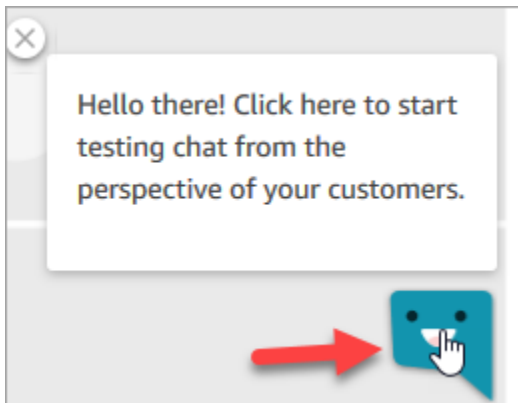 Hello there! Click here to start
testing chat from the
perspective of your customers.